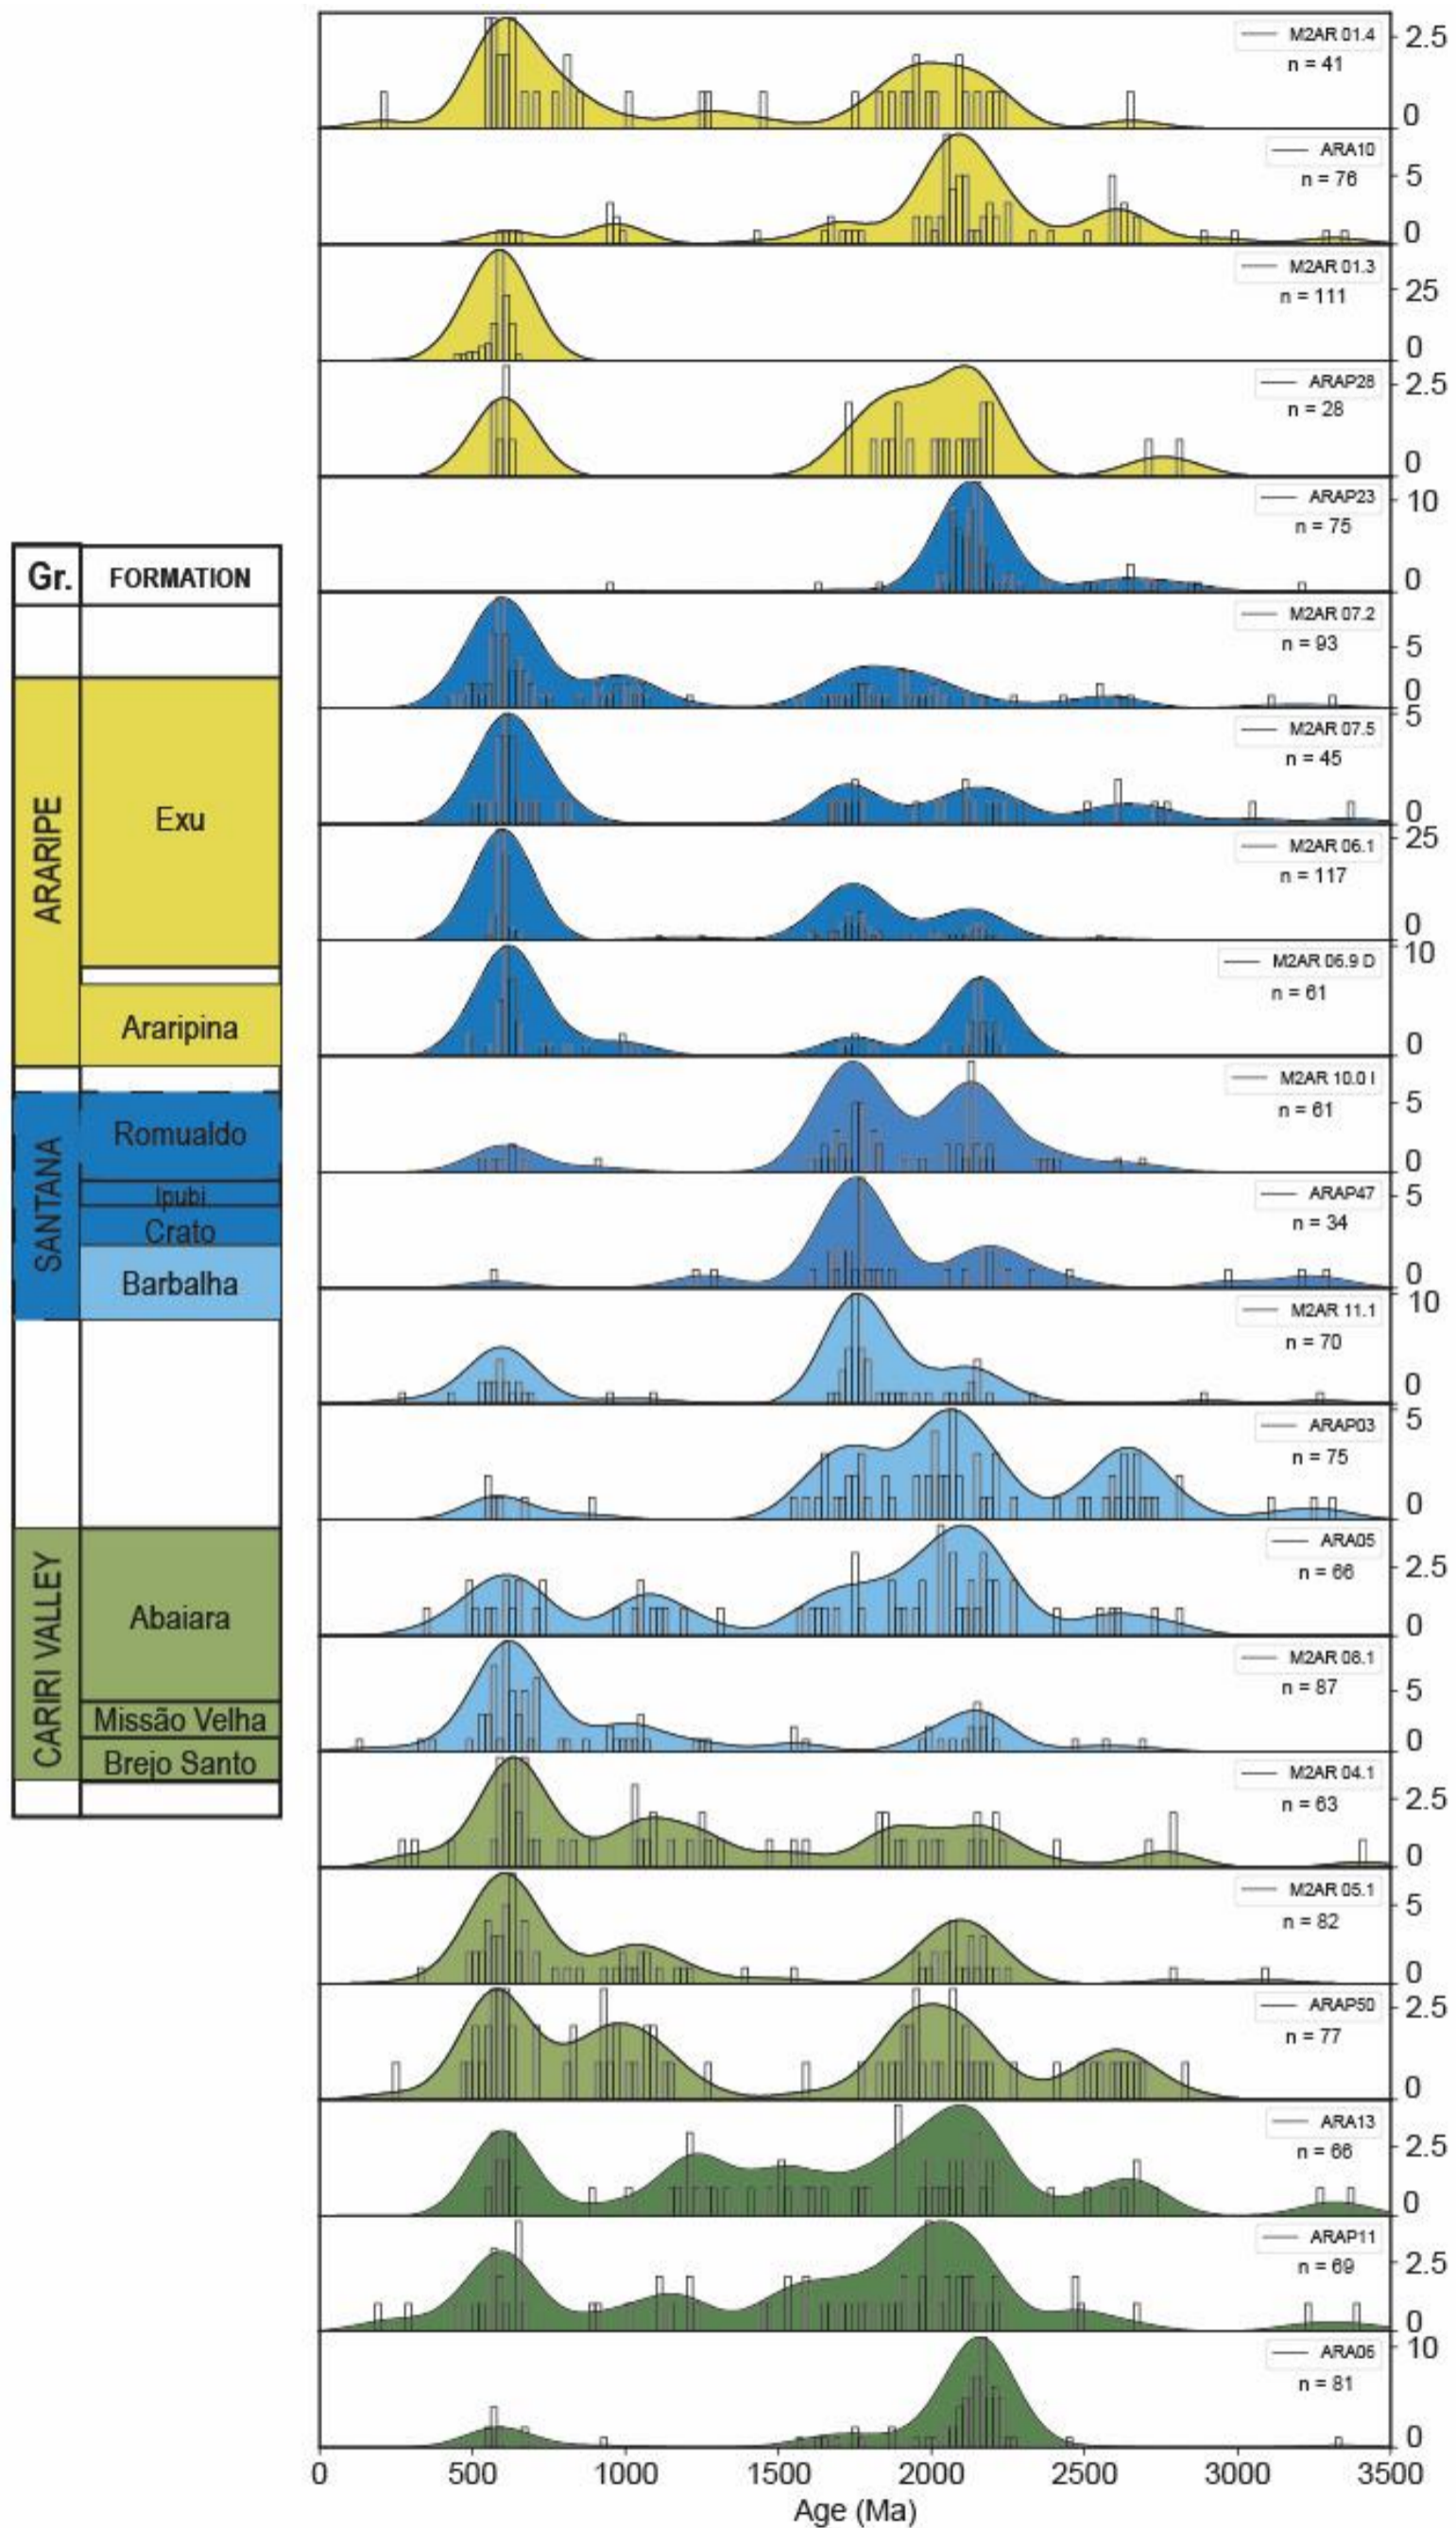 M2AR 01.4
n = 41
2.5
0
ARA10
n = 76
5
0
M2AR 01.3
n = 111
25
0
ARAP28
n = 28
2.5
0
ARAP23
n = 75
10
0
Gr.
FORMATION
ARARIPE
Exu
Araripina
SANTANA
Romualdo
Ipubi
Crato
Barbalha
CARIRI VALLEY
Abaiara
Missão Velha
Brejo Santo
M2AR 07.2
n = 93
5
0
M2AR 07.5
n = 45
5
0
M2AR 06.1
n = 117
25
0
M2AR 06.9 D
n = 61
10
0
M2AR 10.0 I
n = 61
5
0
ARAP47
n = 34
5
0
M2AR 11.1
n = 70
10
0
ARAP03
n = 75
5
0
ARA05
n = 66
2.5
0
M2AR 08.1
n = 87
5
0
M2AR 04.1
n = 63
2.5
0
M2AR 05.1
n = 82
5
0
ARAP50
n = 77
2.5
0
ARA13
n = 66
2.5
0
ARAP11
n = 69
2.5
0
ARA06
n = 81
10
0
0 500 1000 1500 2000 2500 3000 3500
Age (Ma)